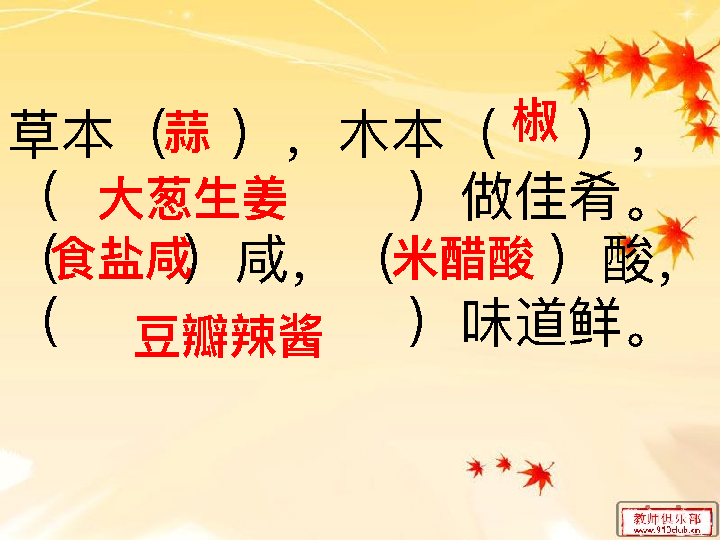 草本（蒜），木本（椒），
（大葱生姜）做佳肴。
（食盐咸）咸，（米醋酸）酸，
（豆瓣辣酱）味道鲜。
教师俱乐部
www.910club.cn